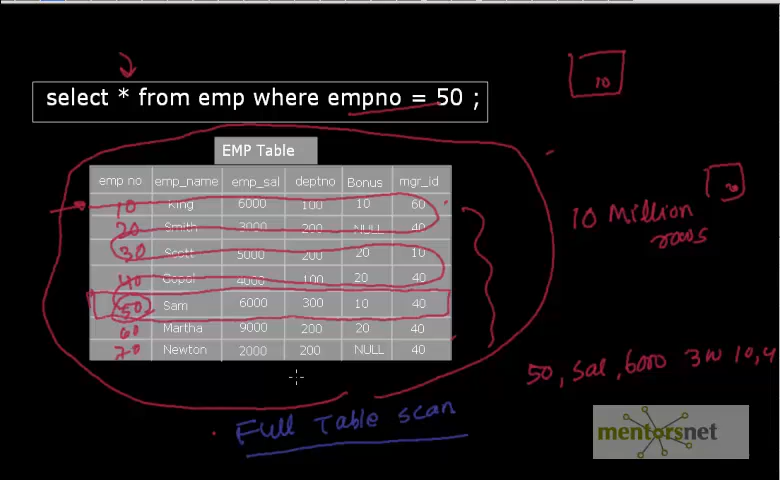 select * from emp where empno = 50 ;
10
EMP Table
emp no emp_name emp_sal deptno Bonus mgr_id
10 King 6000 100 10 60
20 Smith 3000 200 NULL 40
30 Scott 5000 200 20 10
40 Gopal 4000 100 20 40
50 Sam 6000 300 10 40
60 Martha 9000 200 20 40
70 Newton 2000 200 NULL 40
10 Million
rows
50, Sal, 6000 300 10, 4
Full Table scan
mentorsnet